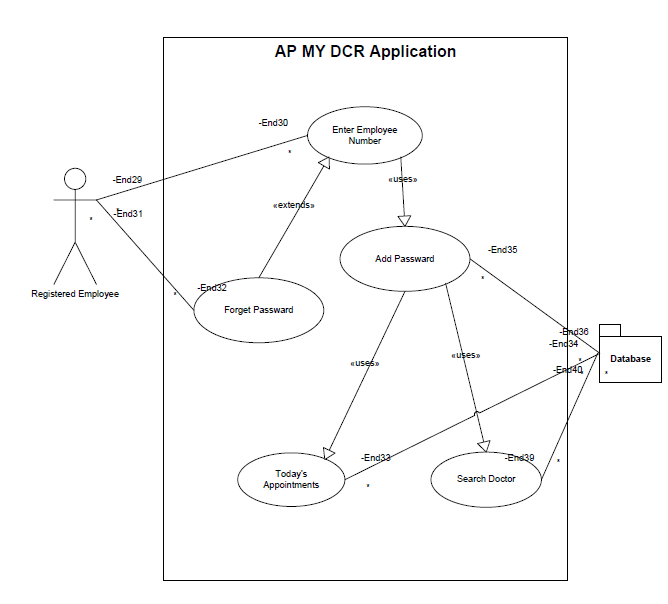 AP MY DCR Application
-End30
Enter Employee
Number
*
-End29
«uses»
*
-End31
*
«extends»
-End35
Add Passward
*
-End32
*
Registered Employee
Forget Passward
-End36
-End34
Database
*
«uses»
«uses»
-End40
*
*
-End33
-End39
*
Today's
Appointments
Search Doctor
*